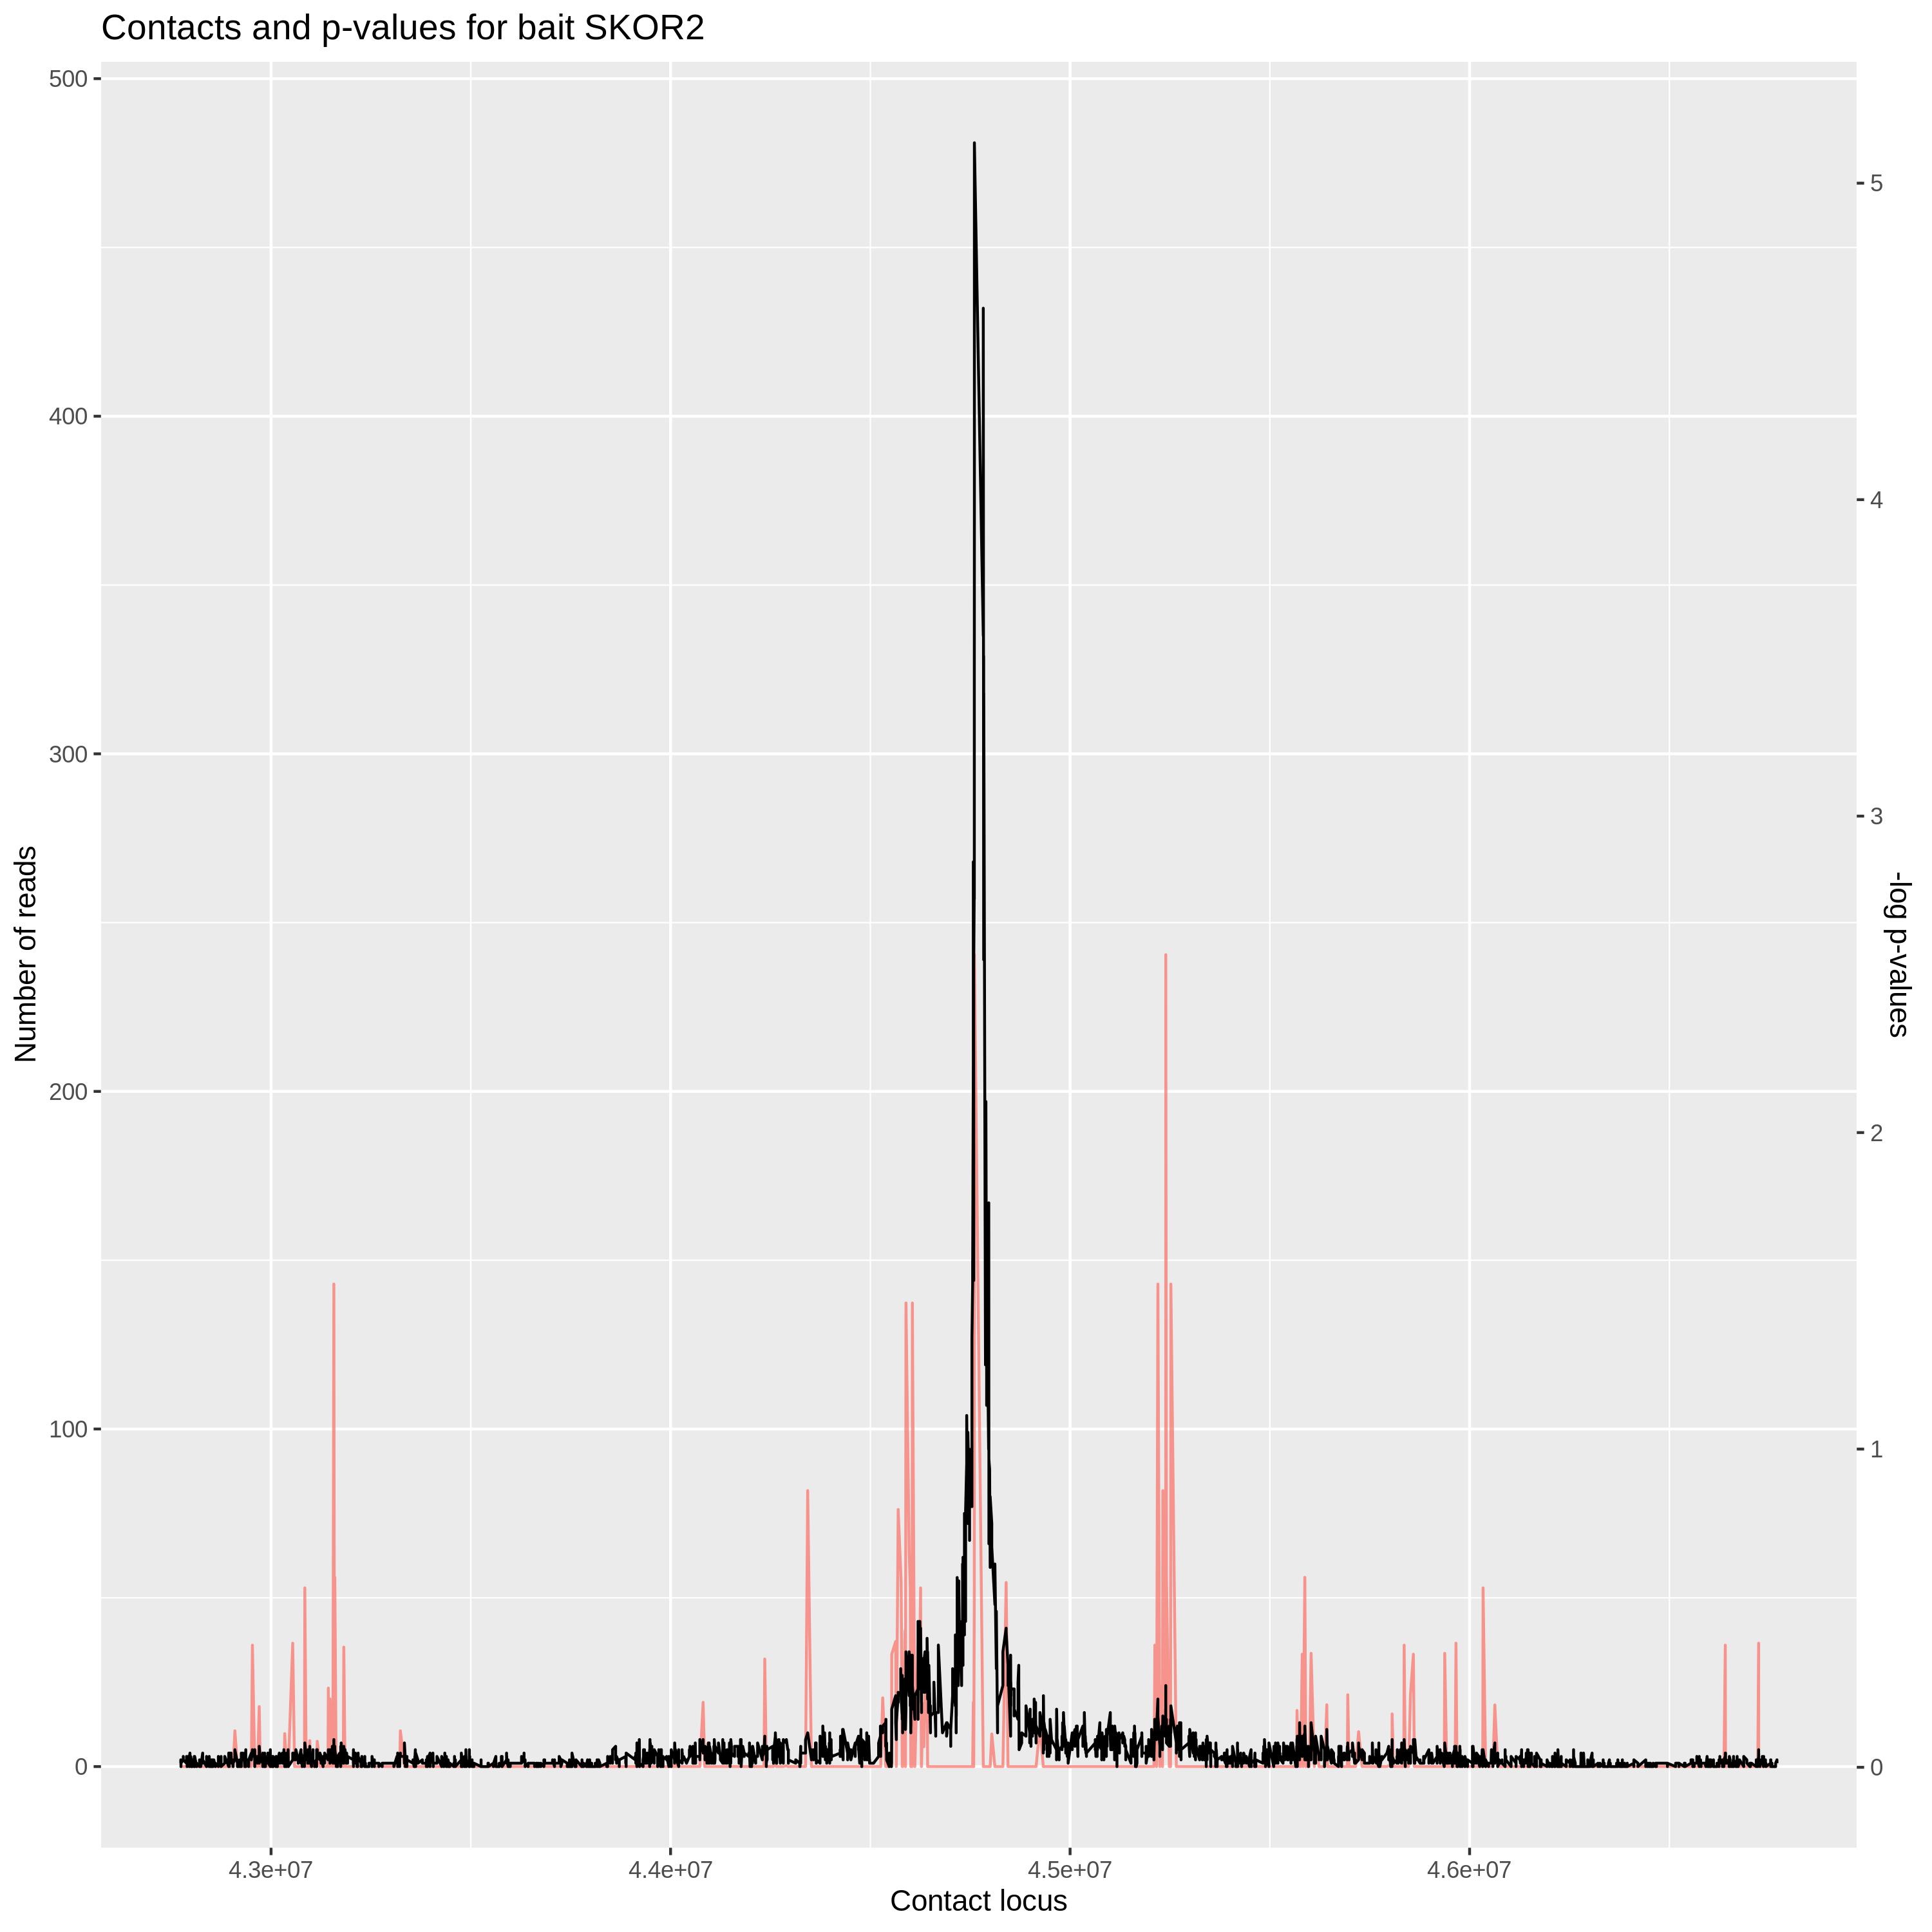 Contacts and p-values for bait SKOR2
500
400
300
200
100
0
Number of reads
5
4
3
2
1
0
-log p-values
4.3e+07
4.4e+07
4.5e+07
4.6e+07
Contact locus